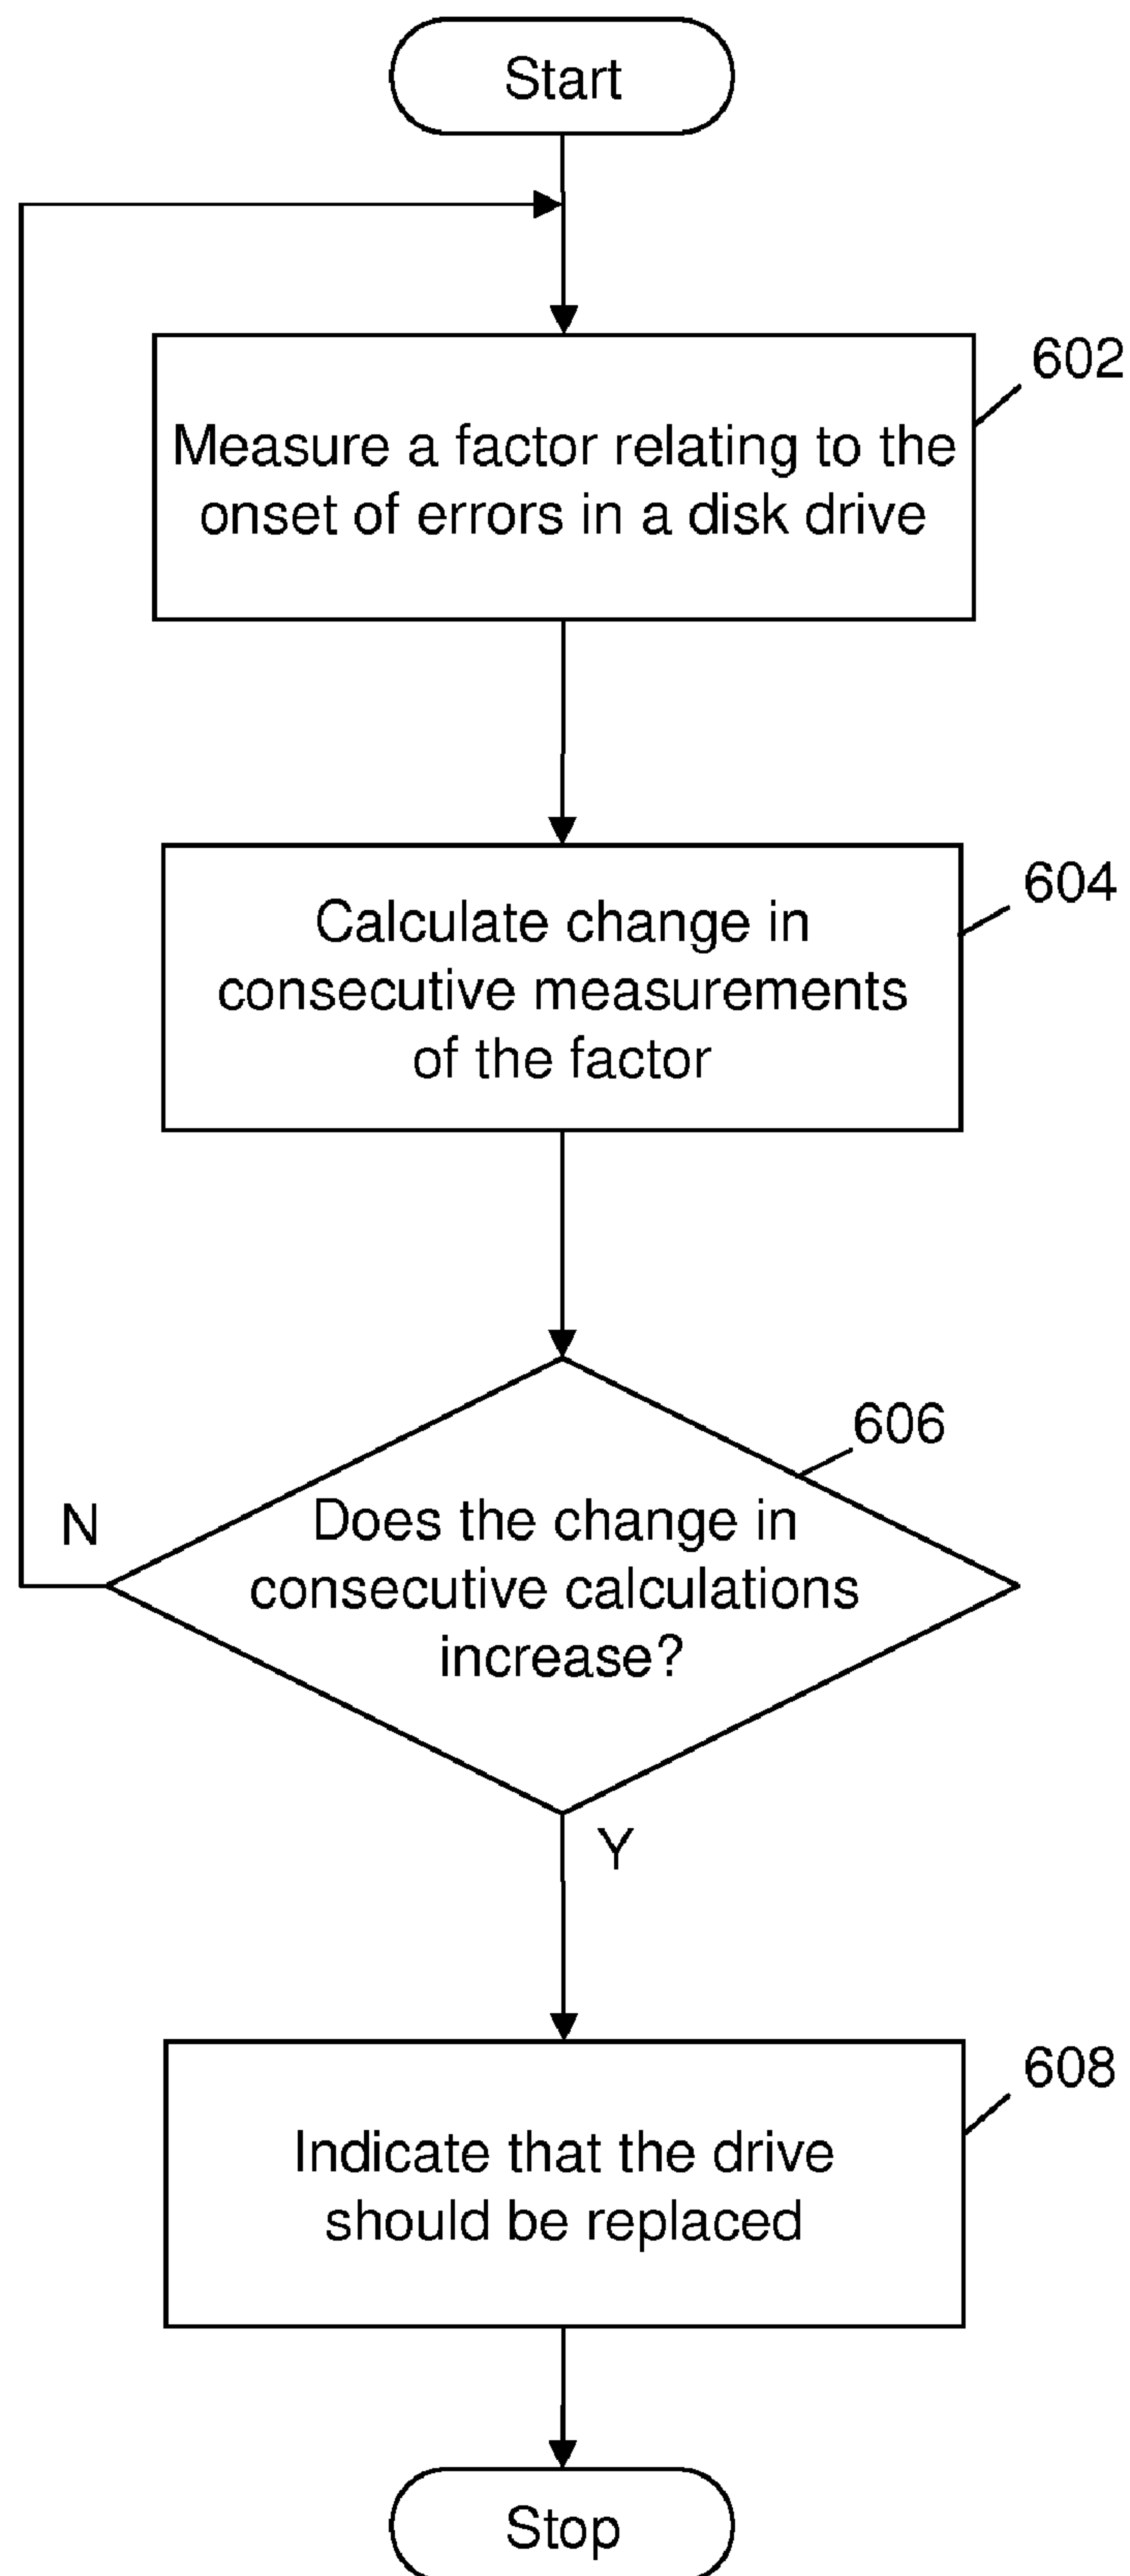 Start
602
Measure a factor relating to the
onset of errors in a disk drive
604
Calculate change in
consecutive measurements
of the factor
606
N
Does the change in
consecutive calculations
increase?
Y
608
Indicate that the drive
should be replaced
Stop